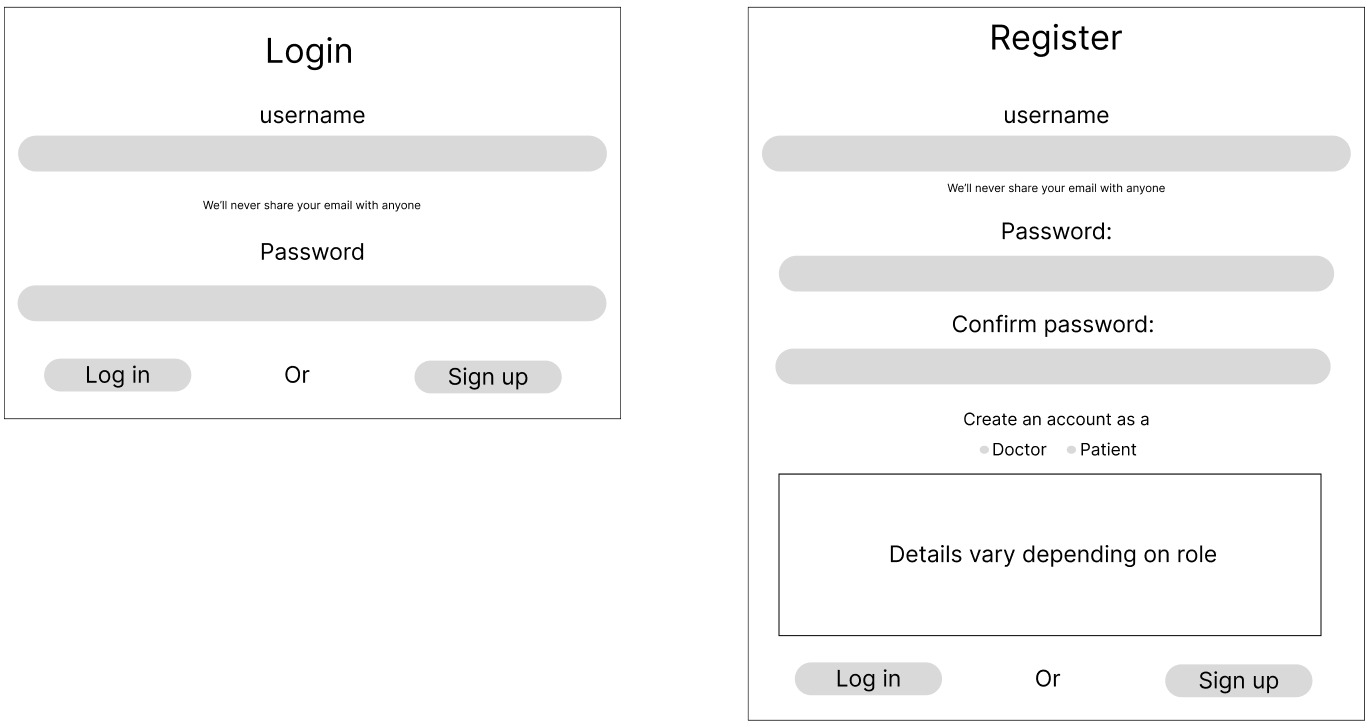 Login
username
We'll never share your email with anyone
Password
Log in Or Sign up
Register
username
We'll never share your email with anyone
Password:
Confirm password:
Create an account as a
Doctor Patient
Details vary depending on role
Log in Or Sign up